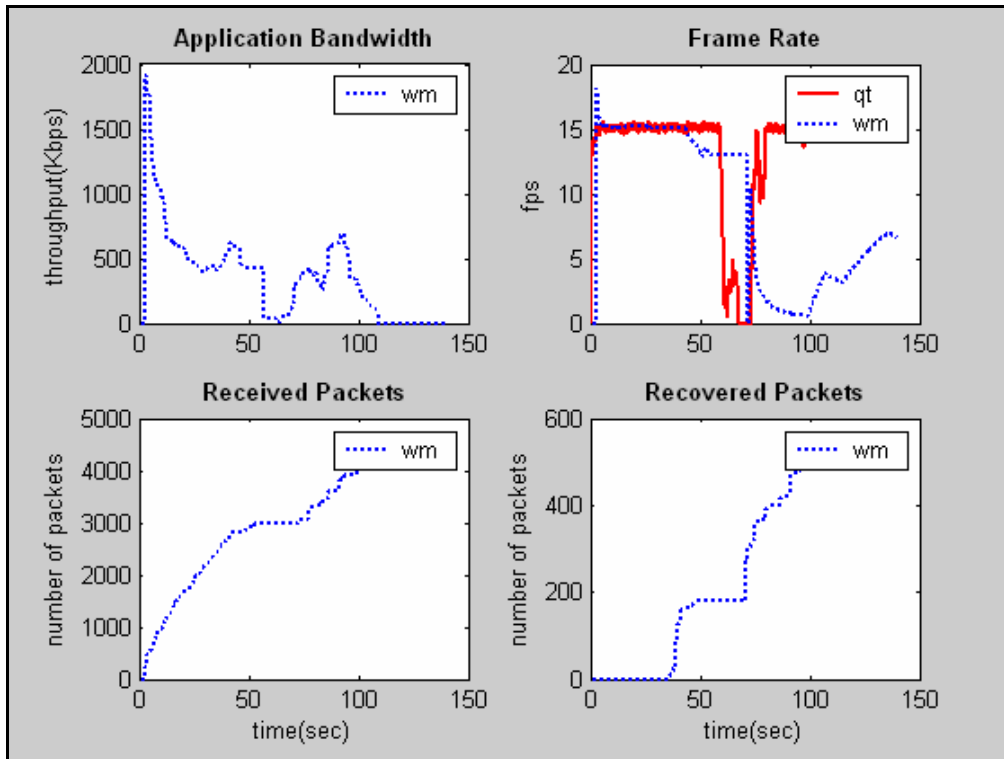 Application Bandwidth
throughput(Kbps)
2000
1500
1000
500
0
0 50 100 150
wm
Frame Rate
fps
20
15
10
5
0
0 50 100 150
qt
wm
Received Packets
number of packets
5000
4000
3000
2000
1000
0
0 50 100 150
time(sec)
wm
Recovered Packets
number of packets
600
400
200
0
0 50 100 150
time(sec)
wm